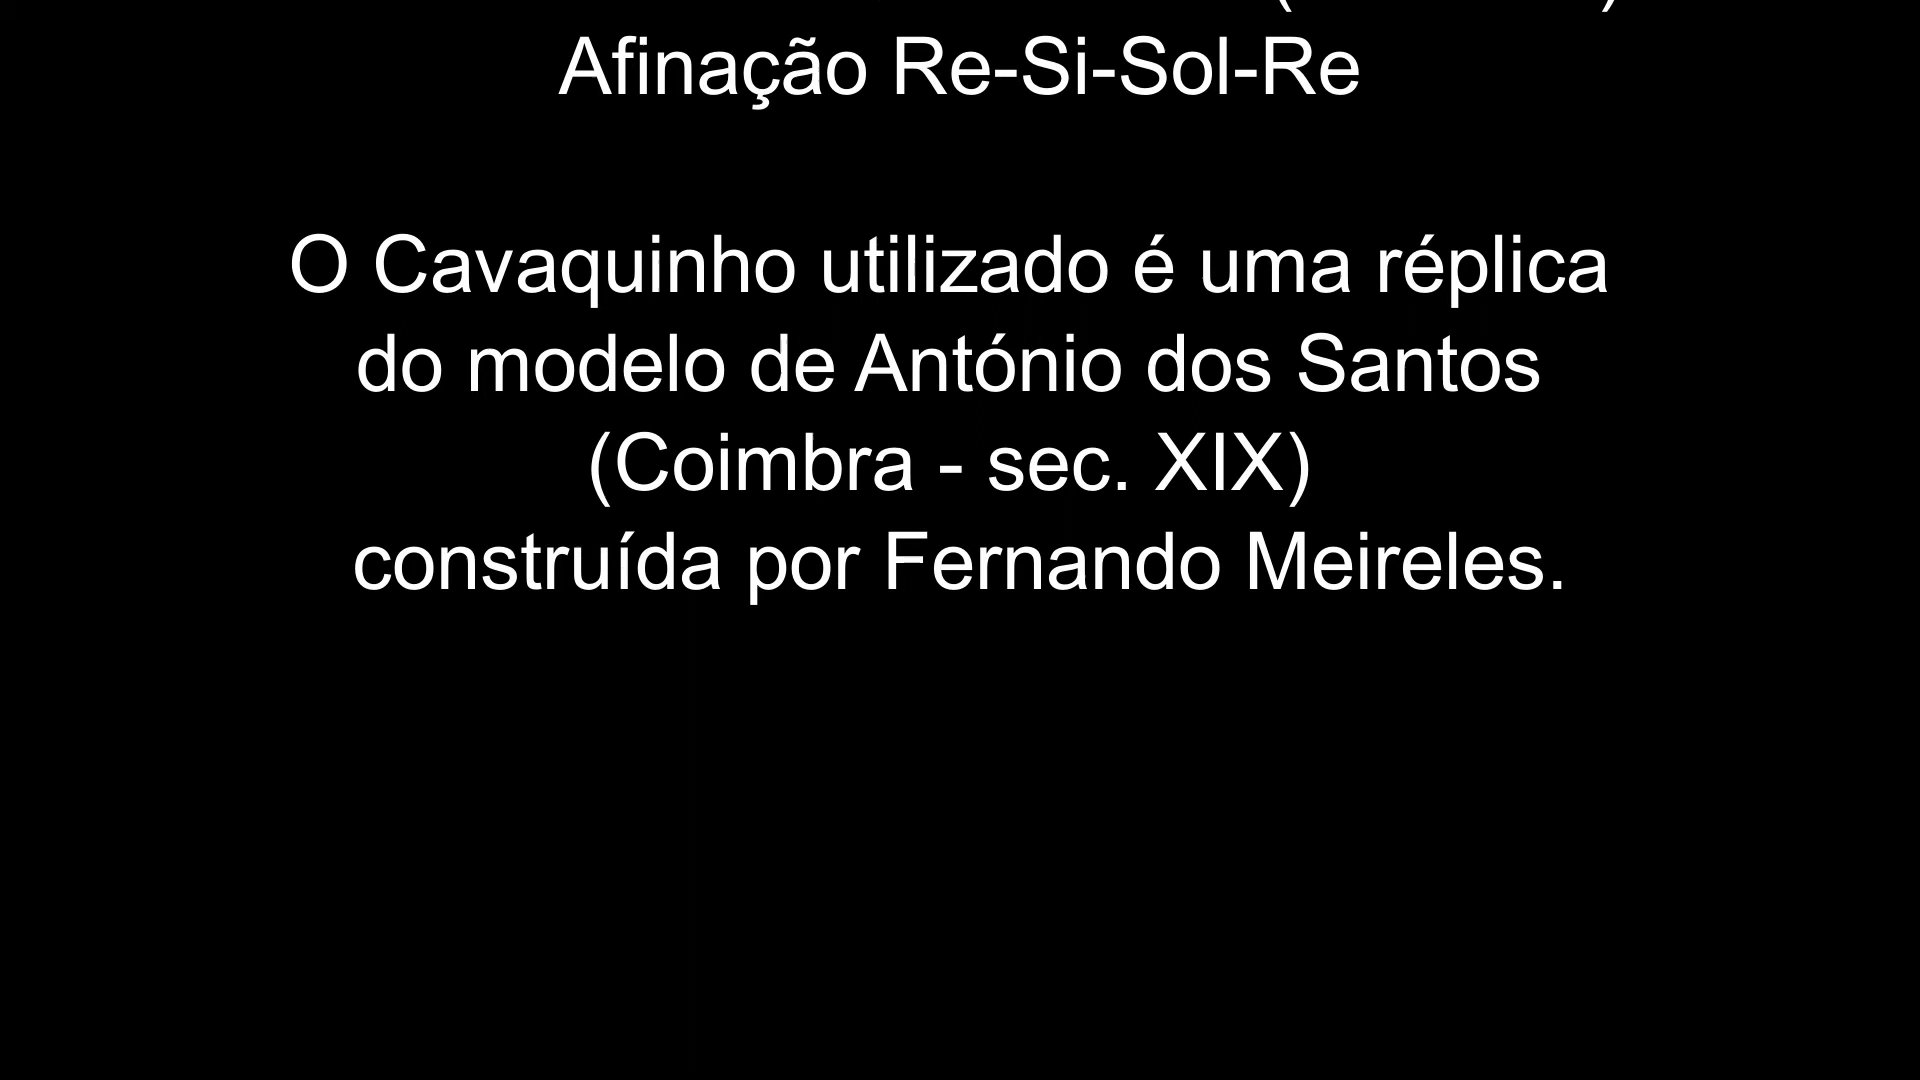 Afinação Re-Si-Sol-Re
O Cavaquinho utilizado é uma réplica
do modelo de António dos Santos
(Coimbra - sec. XIX)
construída por Fernando Meireles.